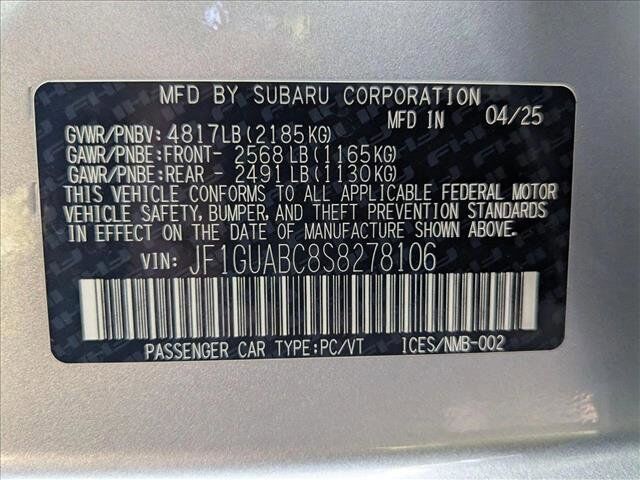 MFD BY SUBARU CORPORATION
MFD IN 04/25
GVWR/PNBV: 4817LB (2185KG)
GAWR/PNBE:FRONT- 2568 LB (1165KG)
GAWR/PNBE:REAR - 2491 LB (1130KG)
THIS VEHICLE CONFORMS TO ALL APPLICABLE FEDERAL MOTOR
VEHICLE SAFETY, BUMPER, AND THEFT PREVENTION STANDARDS
IN EFFECT ON THE DATE OF MANUFACTURE SHOWN ABOVE.
VIN: JF1GUABC8S8278106
PASSENGER CAR TYPE:PC/VT ICES/NMB-002